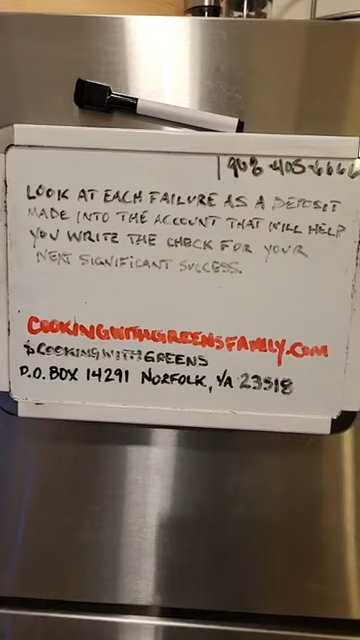 1968-405-6666
LOOK AT EACH FAILURE AS A DEPOSIT
MADE INTO THE ACCOUNT THAT WILL HELP
YOU WRITE THE CHECK FOR YOUR
NEXT SIGNIFICANT SUCCESS.
COOKINGWITHGREENSFAMILY.COM
$COOKINGWITHGREENS
P.O. BOX 14291 NORFOLK, VA 23518